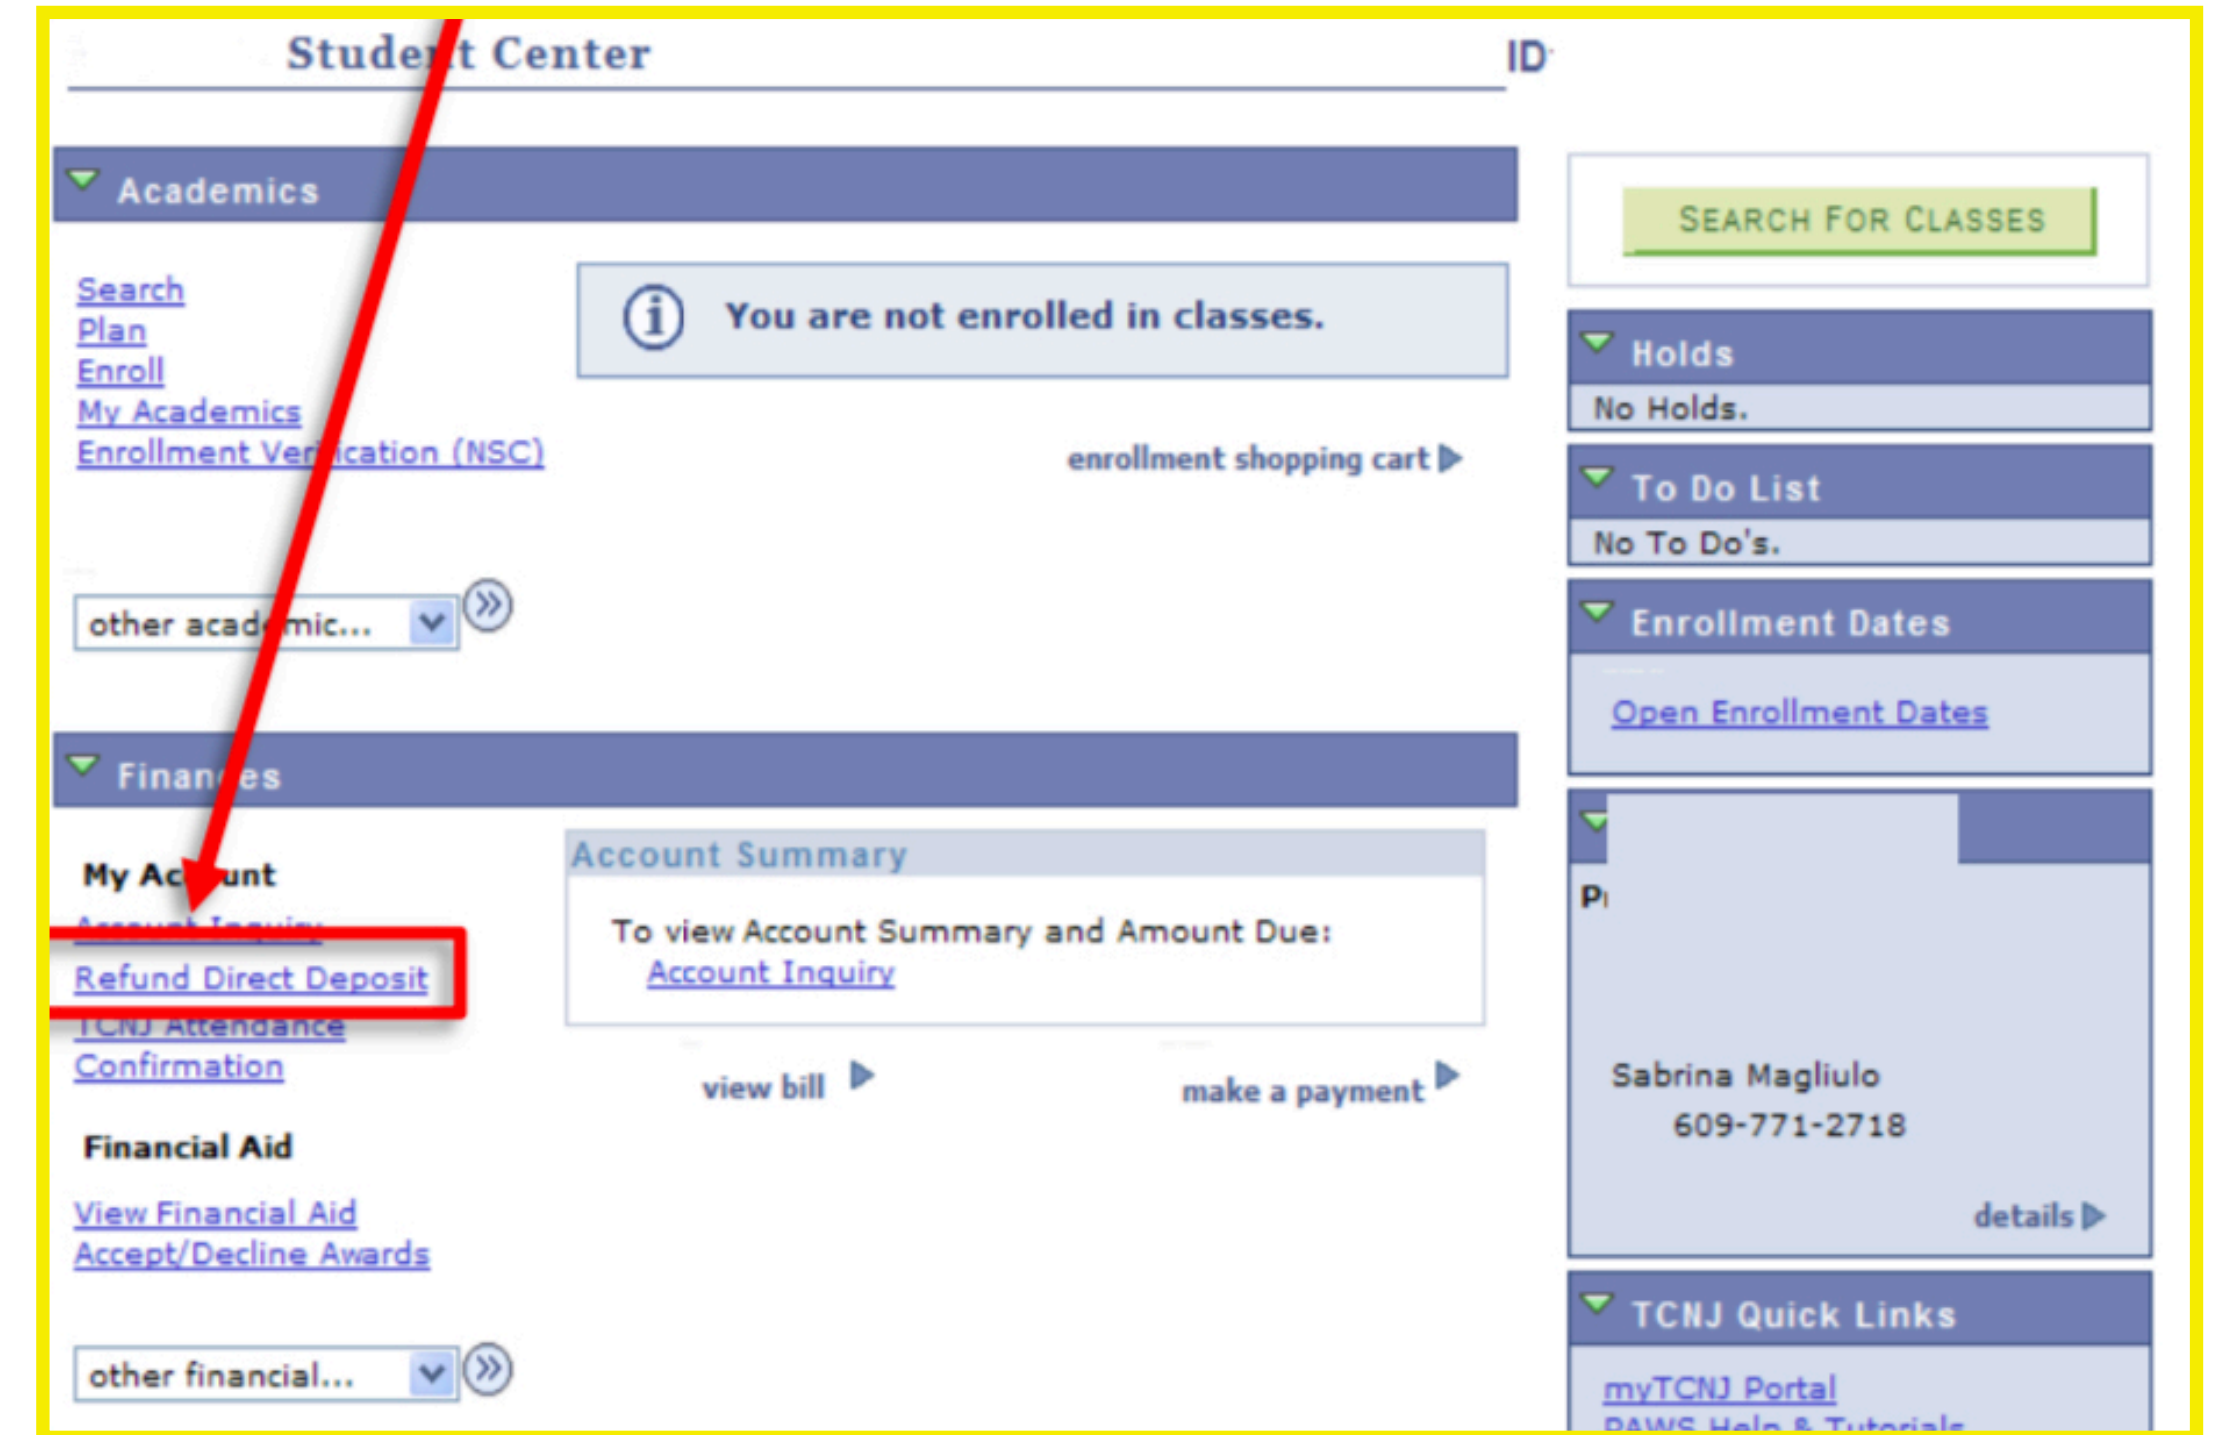 Student Center
ID
Academics
Search
Plan
Enroll
My Academics
Enrollment Verification (NSC)
You are not enrolled in classes.
enrollment shopping cart
other academic...
Finances
My Account
Account Inquiry
Refund Direct Deposit
TCNJ Attendance
Confirmation
Account Summary
To view Account Summary and Amount Due:
Account Inquiry
view bill
make a payment
Financial Aid
View Financial Aid
Accept/Decline Awards
other financial...
SEARCH FOR CLASSES
Holds
No Holds.
To Do List
No To Do's.
Enrollment Dates
Open Enrollment Dates
Sabrina Magliulo
609-771-2718
details
TCNJ Quick Links
myTCNJ Portal
PAWS Help & Tutorials